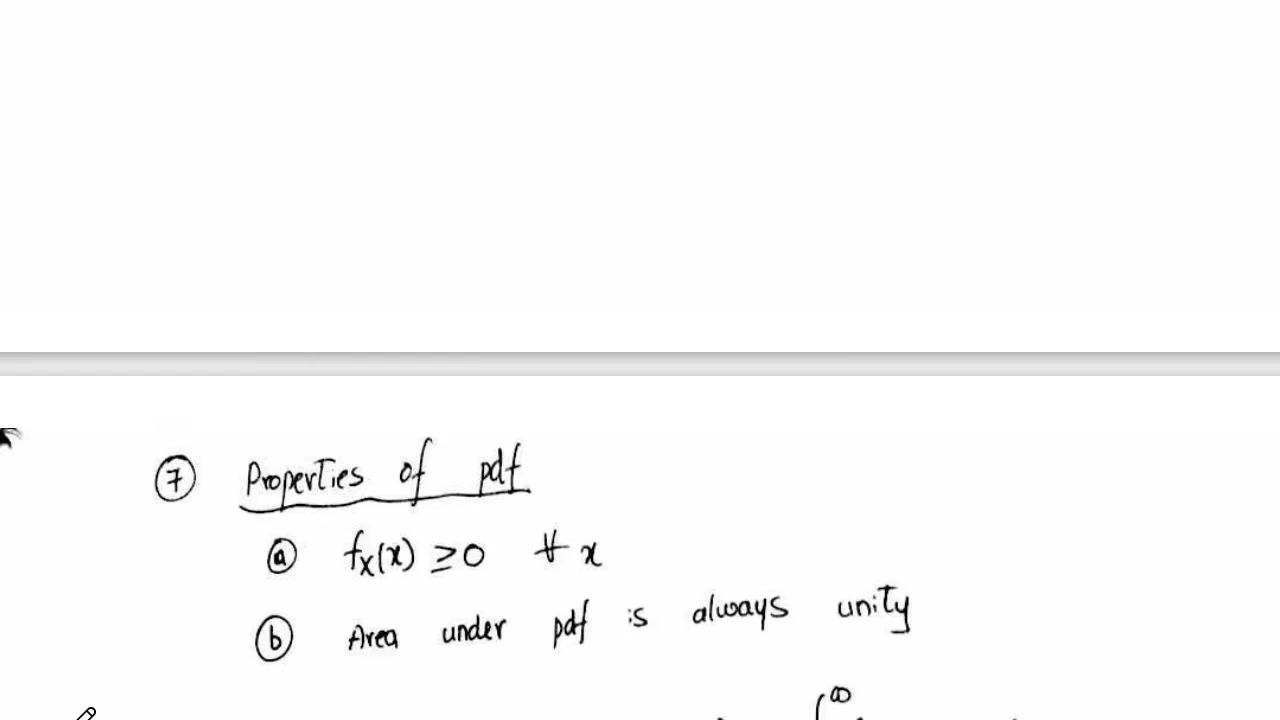 ⑦ Properties of pdf
ⓐ fₓ(x) ≥0 ∀ x
ⓑ Area under pdf is always unity
∫^∞